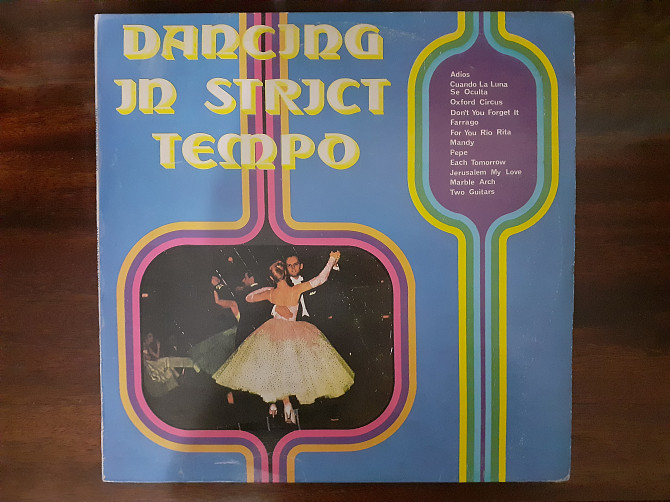 DANCING
IN STRICT
TEMPO
Adios
Cuando La Luna
Se Oculta
Oxford Circus
Don't You Forget It
Farrago
For You Rio Rita
Mandy
Pepe
Each Tomorrow
Jerusalem My Love
Marble Arch
Two Guitars